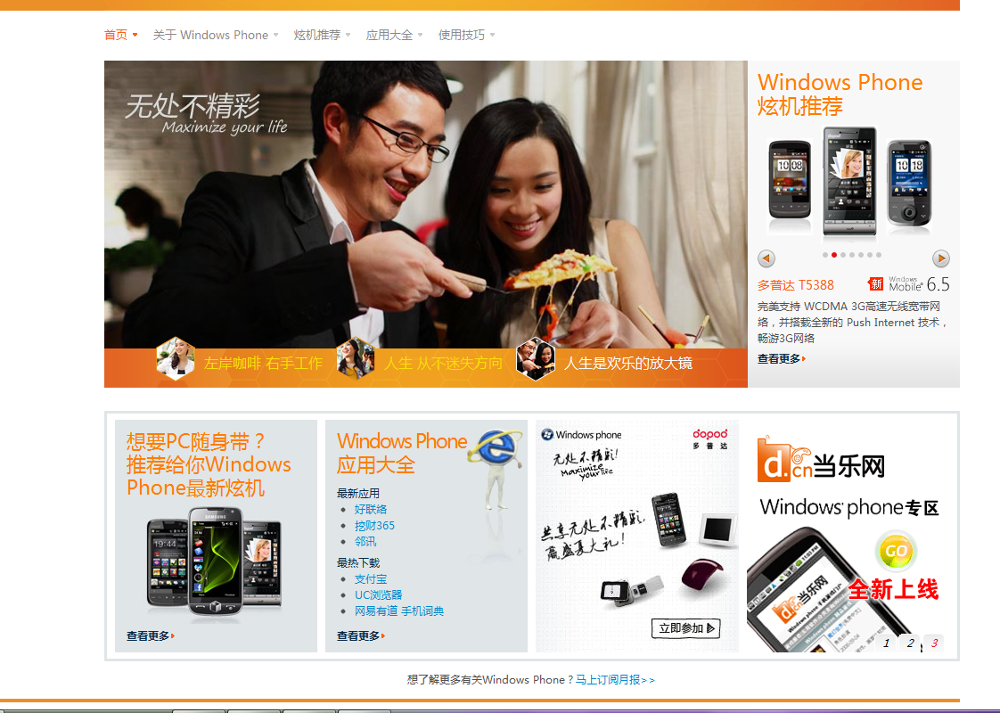 首页 关于 Windows Phone 炫机推荐 应用大全 使用技巧
无处不精彩
Maximize your life
左岸咖啡 右手工作 人生 从不迷失方向 人生是欢乐的放大镜
Windows Phone
炫机推荐
dopod
10 08
10 18
多普达 T5388
新 Windows Mobile 6.5
完美支持 WCDMA 3G高速无线宽带网
络，并搭载全新的 Push Internet 技术，
畅游3G网络
查看更多
想要PC随身带？
推荐给你Windows
Phone最新炫机
SAMSUNG
19:44
查看更多
Windows Phone
应用大全
最新应用
好联络
挖财365
邻讯
最热下载
支付宝
UC浏览器
网易有道 手机词典
查看更多
Windows phone
dopod
多普达
无处不精彩!
Maximize
your life
共享无处不精彩,
赢盛夏大礼!
立即参加
d.cn当乐网
Windows phone专区
GO
全新上线
d.cn当乐网
1 2 3
想了解更多有关Windows Phone？马上订阅月报>>